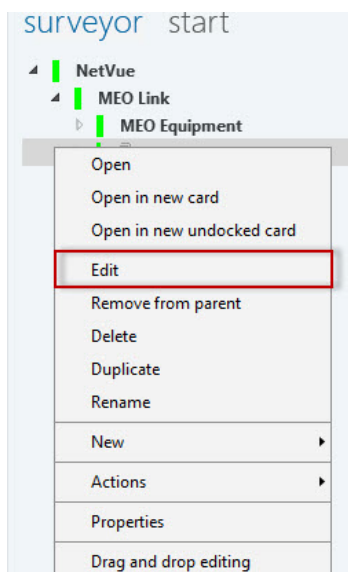 surveyor start
NetVue
MEO Link
MEO Equipment
Open
Open in new card
Open in new undocked card
Edit
Remove from parent
Delete
Duplicate
Rename
New
Actions
Properties
Drag and drop editing